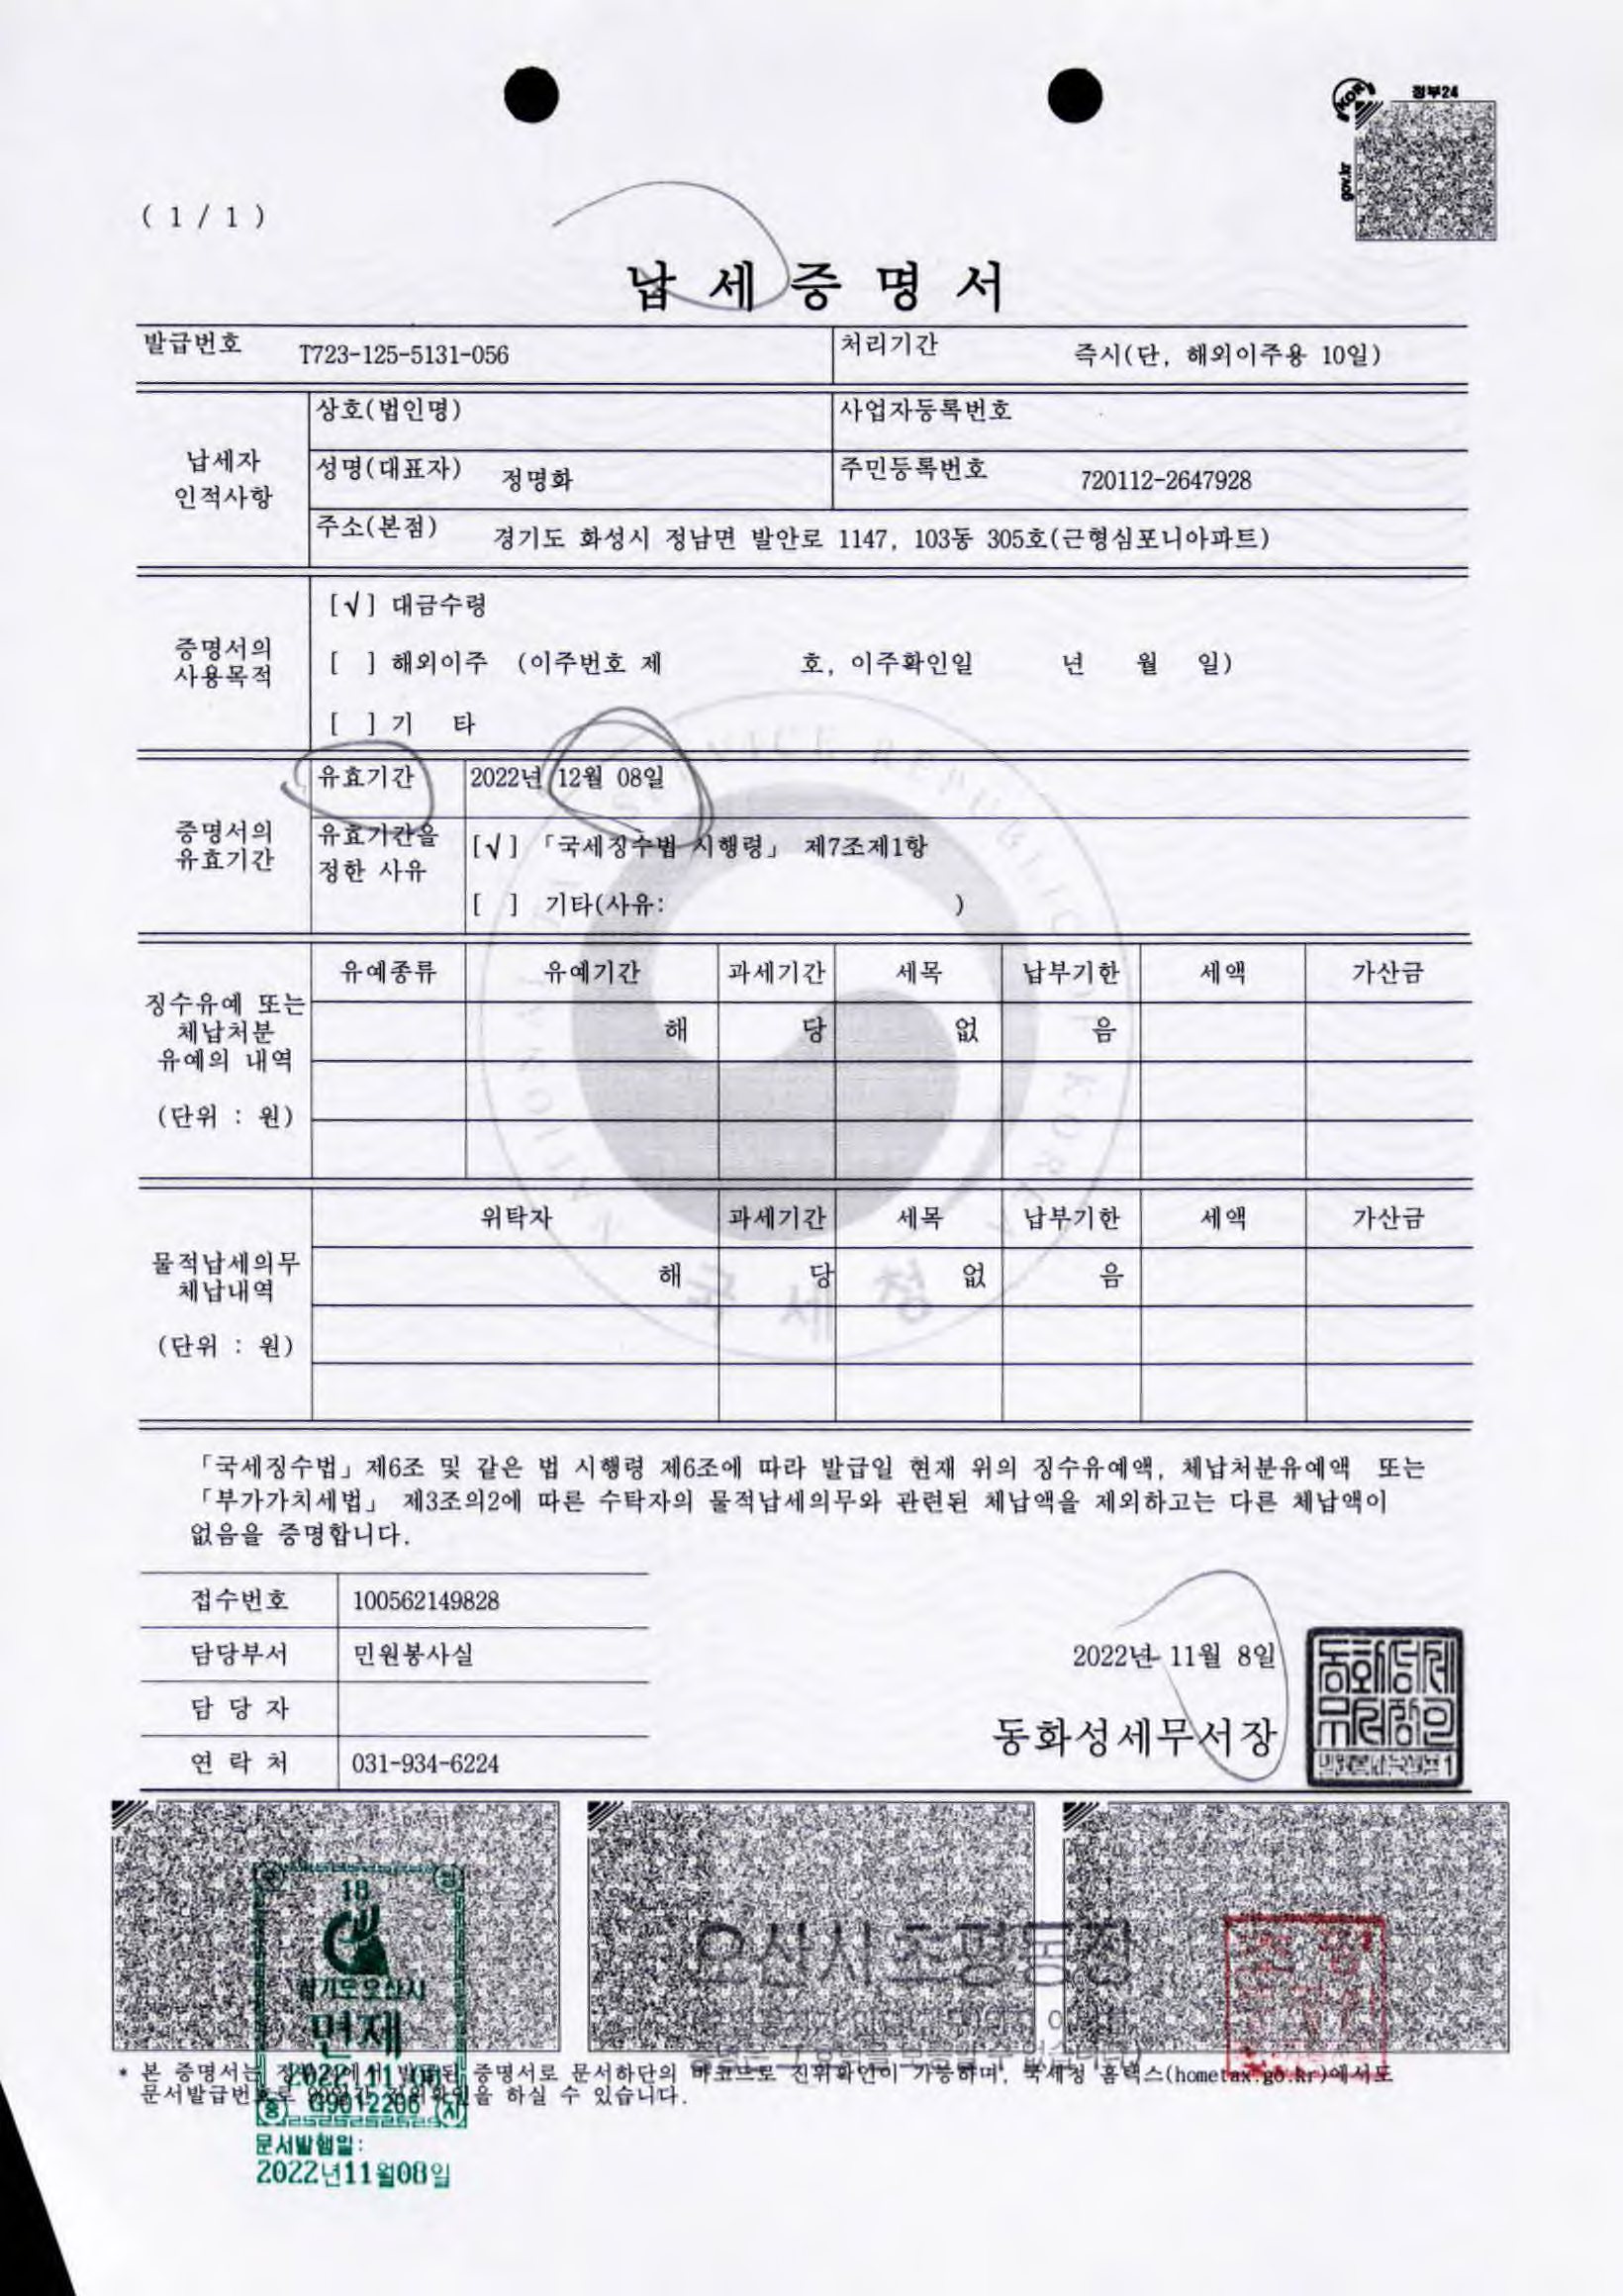 정부24
KOR
gov.kr
( 1 / 1 )
납 세 증 명 서
발급번호 T723-125-5131-056 처리기간 즉시(단, 해외이주용 10일)
납세자 인적사항
상호(법인명) 사업자등록번호
성명(대표자) 정명화 주민등록번호 720112-2647928
주소(본점) 경기도 화성시 정남면 발안로 1147, 103동 305호(근형심포니아파트)
증명서의 사용목적
[√] 대금수령
[ ] 해외이주 (이주번호 제 호, 이주확인일 년 월 일)
[ ] 기 타
증명서의 유효기간
유효기간 2022년 12월 08일
유효기간을 정한 사유 [√] 「국세징수법 시행령」 제7조제1항
[ ] 기타(사유: )
징수유예 또는 체납처분 유예의 내역 (단위 : 원)
유예종류 유예기간 과세기간 세목 납부기한 세액 가산금
해 당 없 음
물적납세의무 체납내역 (단위 : 원)
위탁자 과세기간 세목 납부기한 세액 가산금
해 당 없 음
국 세 청
「국세징수법」제6조 및 같은 법 시행령 제6조에 따라 발급일 현재 위의 징수유예액, 체납처분유예액 또는
「부가가치세법」 제3조의2에 따른 수탁자의 물적납세의무와 관련된 체납액을 제외하고는 다른 체납액이
없음을 증명합니다.
접수번호 100562149828
담당부서 민원봉사실
담 당 자
연 락 처 031-934-6224
2022년 11월 8일
동화성세무서장
오산시초평동장
경기도오산시
면제
* 본 증명서는 증명서로 문서하단의 바코드로 진위확인이 가능하며, 국세청 홈택스(hometax.go.kr)에서도
문서발급번호로 을 하실 수 있습니다.
문서발행일:
2022년11월08일